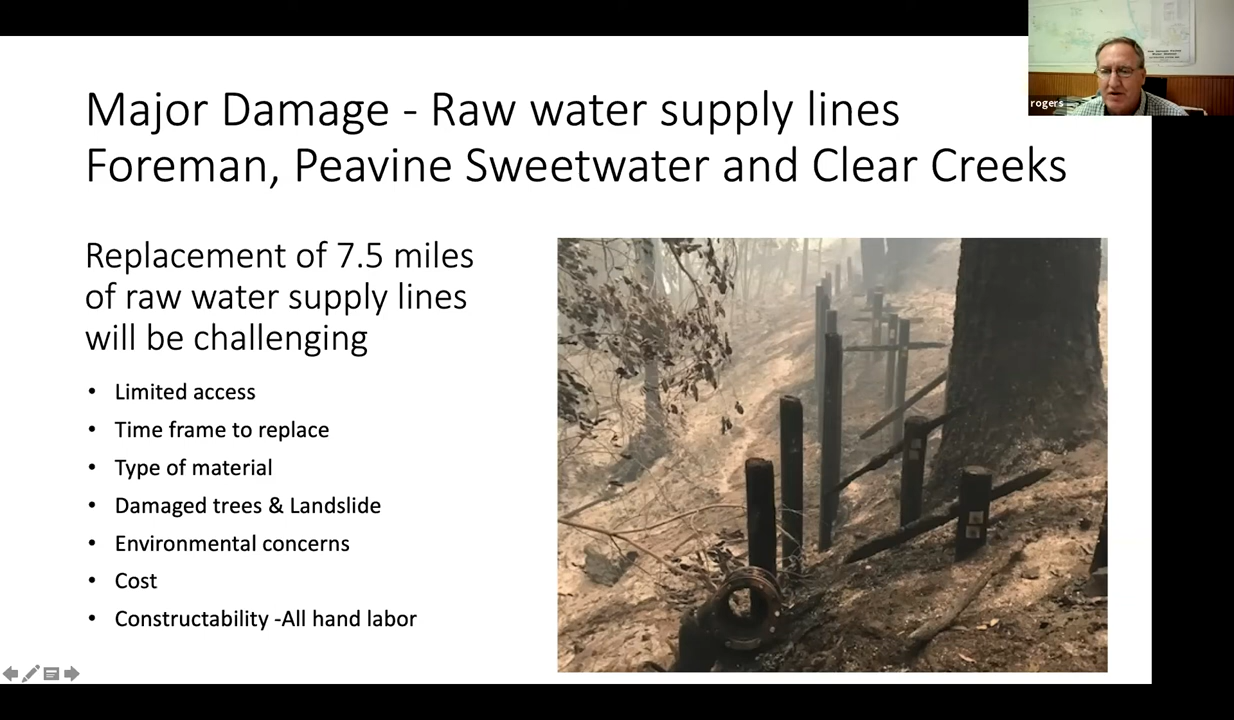 Major Damage - Raw water supply lines
Foreman, Peavine Sweetwater and Clear Creeks
rogers
Replacement of 7.5 miles
of raw water supply lines
will be challenging
• Limited access
• Time frame to replace
• Type of material
• Damaged trees & Landslide
• Environmental concerns
• Cost
• Constructability -All hand labor